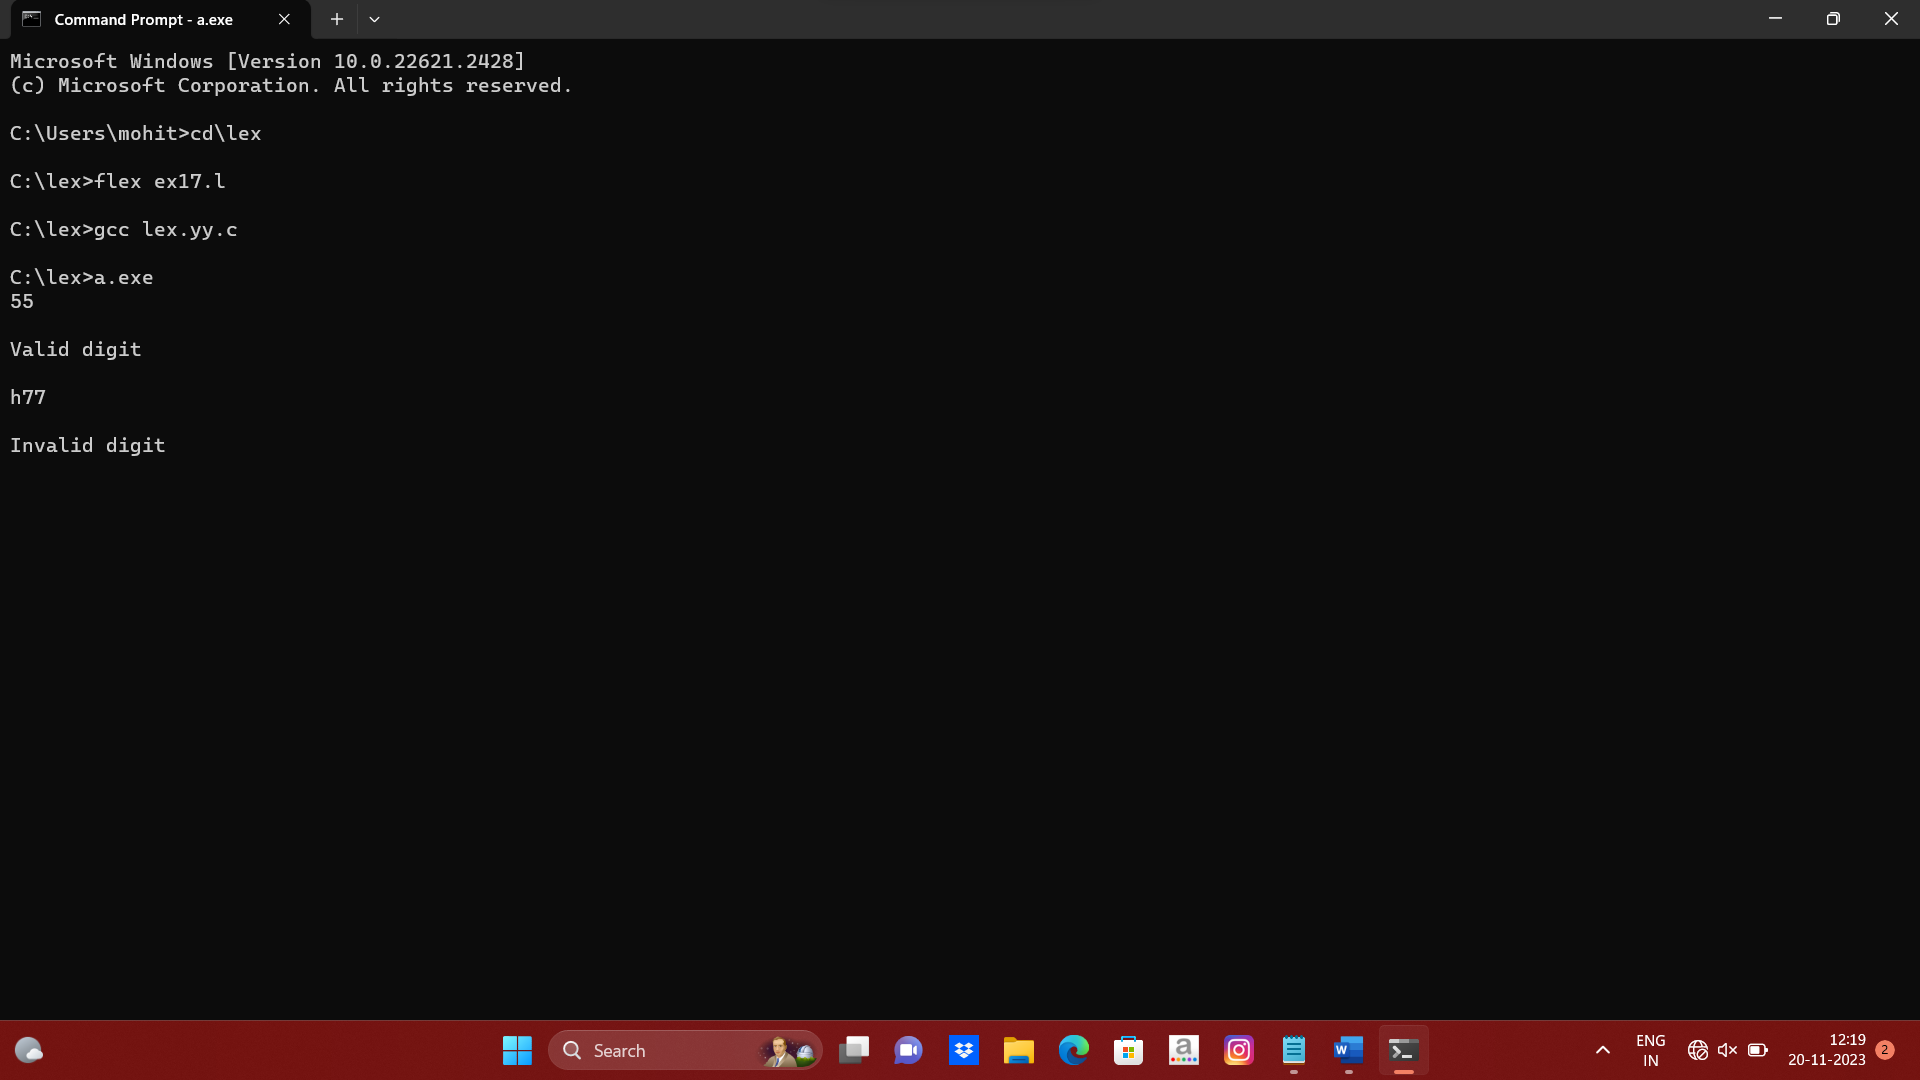 Command Prompt - a.exe
Microsoft Windows [Version 10.0.22621.2428]
(c) Microsoft Corporation. All rights reserved.
C:\Users\mohit>cd\lex
C:\lex>flex ex17.l
C:\lex>gcc lex.yy.c
C:\lex>a.exe
55
Valid digit
h77
Invalid digit
Search
a
W
ENG
IN
12:19
20-11-2023
2